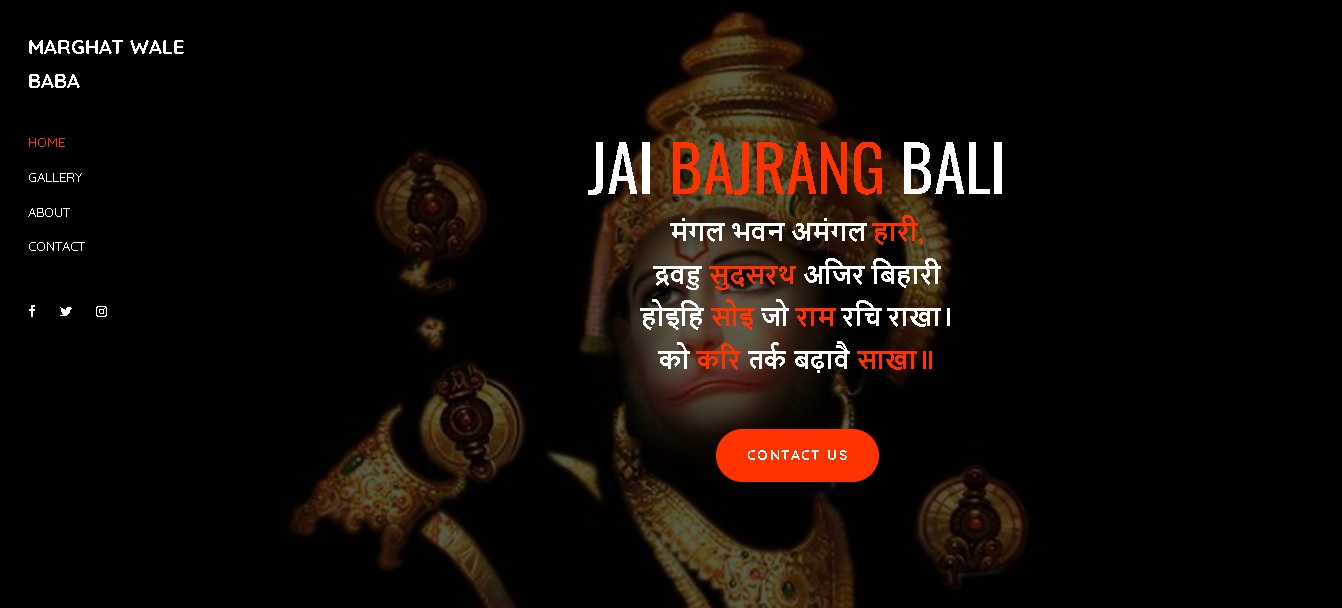 MARGHAT WALE
BABA
HOME
GALLERY
ABOUT
CONTACT
JAI BAJRANG BALI
मंगल भवन अमंगल हारी,
द्रवहु सुदसरथ अजिर बिहारी
होइहि सोइ जो राम रचि राखा।
को करि तर्क बढ़ावै साखा॥
CONTACT US